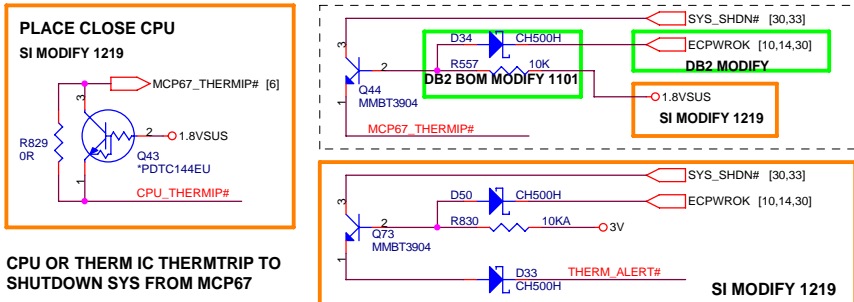 PLACE CLOSE CPU
SI MODIFY 1219
MCP67_THERMIP# [6]
3
2
1.8VSUS
R829
0R
Q43
*PDTC144EU
1
CPU_THERMIP#
CPU OR THERM IC THERMTRIP TO
SHUTDOWN SYS FROM MCP67
SYS_SHDN# [30,33]
D34
CH500H
ECPWROK [10,14,30]
3
DB2 MODIFY
R557
10K
2
DB2 BOM MODIFY 1101
Q44
MMBT3904
1.8VSUS
1
SI MODIFY 1219
MCP67_THERMIP#
SYS_SHDN# [30,33]
D50
CH500H
ECPWROK [10,14,30]
3
R830
10KA
2
3V
Q73
MMBT3904
1
D33
THERM_ALERT#
CH500H
SI MODIFY 1219